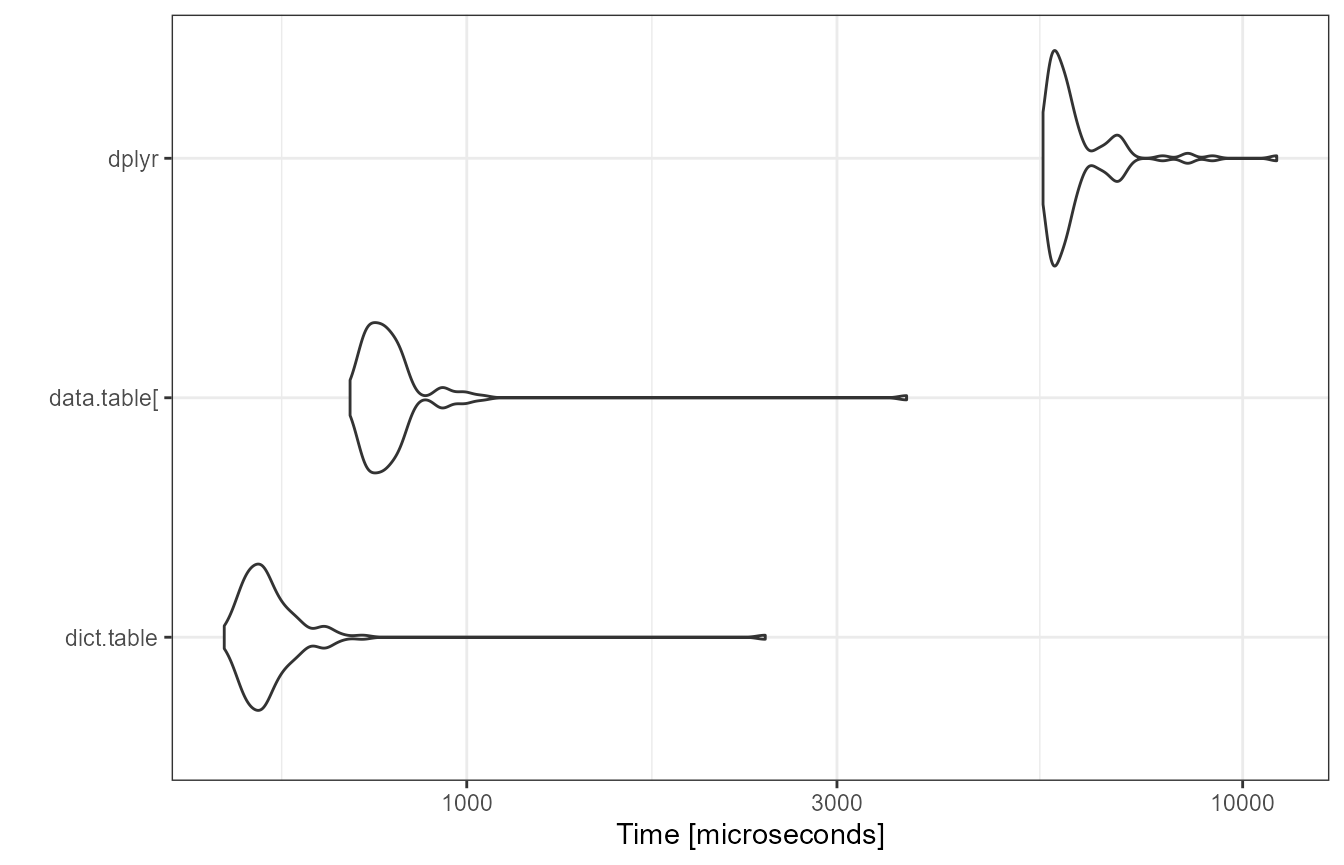 dplyr
data.table[
dict.table
1000 3000 10000
Time [microseconds]